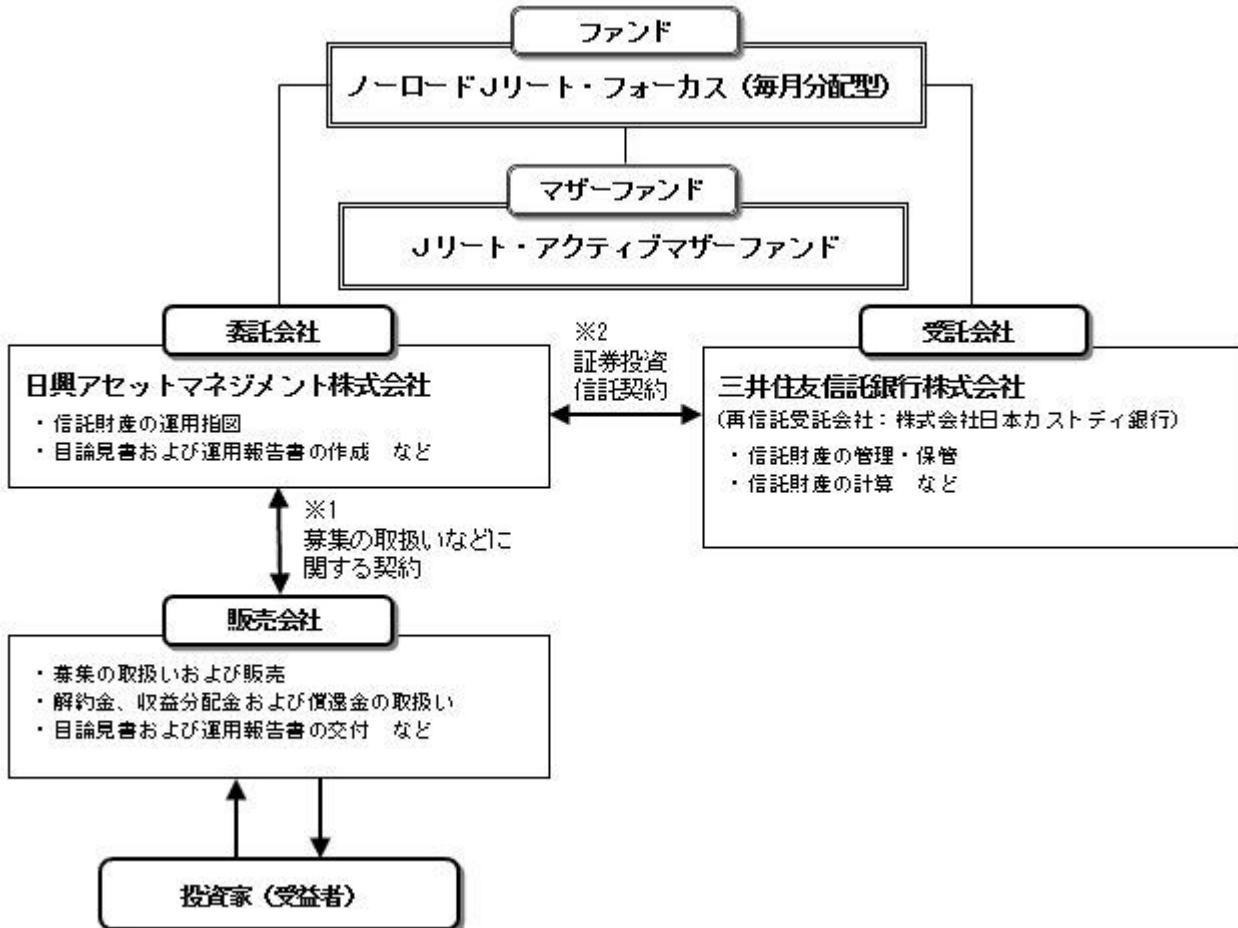 ファンド
ノーロードJリート・フォーカス（毎月分配型）
マザーファンド
Jリート・アクティブマザーファンド
委託会社
日興アセットマネジメント株式会社
・信託財産の運用指図
・目論見書および運用報告書の作成　など
※2
証券投資
信託契約
受託会社
三井住友信託銀行株式会社
（再信託受託会社：株式会社日本カストディ銀行）
・信託財産の管理・保管
・信託財産の計算　など
※1
募集の取扱いなどに
関する契約
販売会社
・募集の取扱いおよび販売
・解約金、収益分配金および償還金の取扱い
・目論見書および運用報告書の交付　など
投資家（受益者）